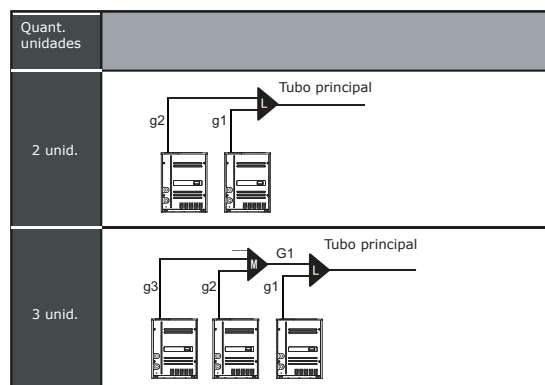 Quant.
unidades
2 unid.
Tubo principal
L
g2
g1
3 unid.
Tubo principal
G1
M
L
g3
g2
g1